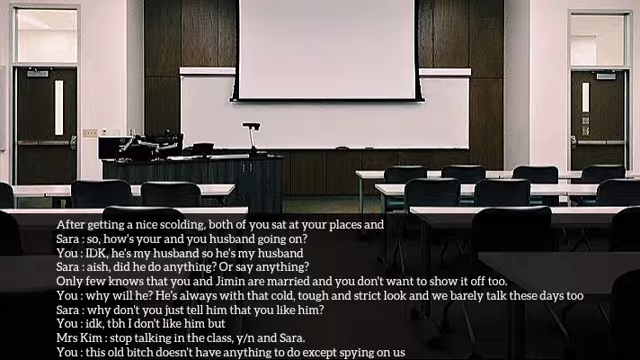 After getting a nice scolding, both of you sat at your places and
Sara : so, how's your and you husband going on?
You : IDK, he's my husband so he's my husband
Sara : aish, did he do anything? Or say anything?
Only few knows that you and Jimin are married and you don't want to show it off too.
You : why will he? He's always with that cold, tough and strict look and we barely talk these days too
Sara : why don't you just tell him that you like him?
You : idk, tbh I don't like him but
Mrs Kim : stop talking in the class, y/n and Sara.
You : this old bitch doesn't have anything to do except spying on us